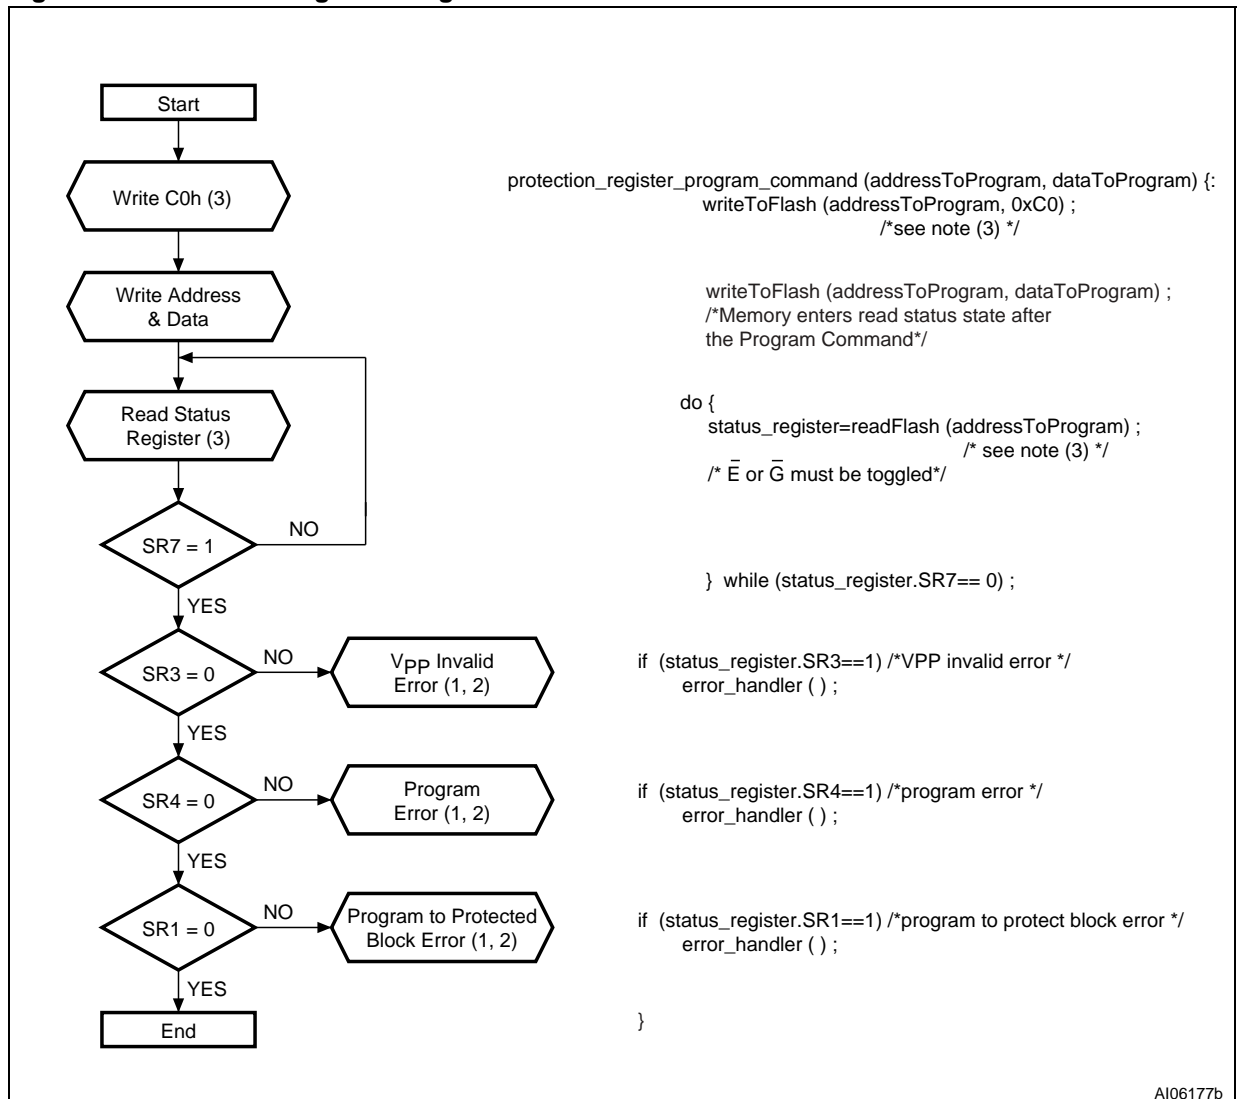 Start
Write C0h (3)
Write Address
& Data
Read Status
Register (3)
SR7 = 1
NO
YES
SR3 = 0
NO
VPP Invalid
Error (1, 2)
YES
SR4 = 0
NO
Program
Error (1, 2)
YES
SR1 = 0
NO
Program to Protected
Block Error (1, 2)
YES
End
protection_register_program_command (addressToProgram, dataToProgram) {:
writeToFlash (addressToProgram, 0xC0) ;
/*see note (3) */
writeToFlash (addressToProgram, dataToProgram) ;
/*Memory enters read status state after
the Program Command*/
do {
status_register=readFlash (addressToProgram) ;
/* see note (3) */
/* E̅ or G̅ must be toggled*/
} while (status_register.SR7== 0) ;
if (status_register.SR3==1) /*VPP invalid error */
error_handler ( ) ;
if (status_register.SR4==1) /*program error */
error_handler ( ) ;
if (status_register.SR1==1) /*program to protect block error */
error_handler ( ) ;
}
AI06177b